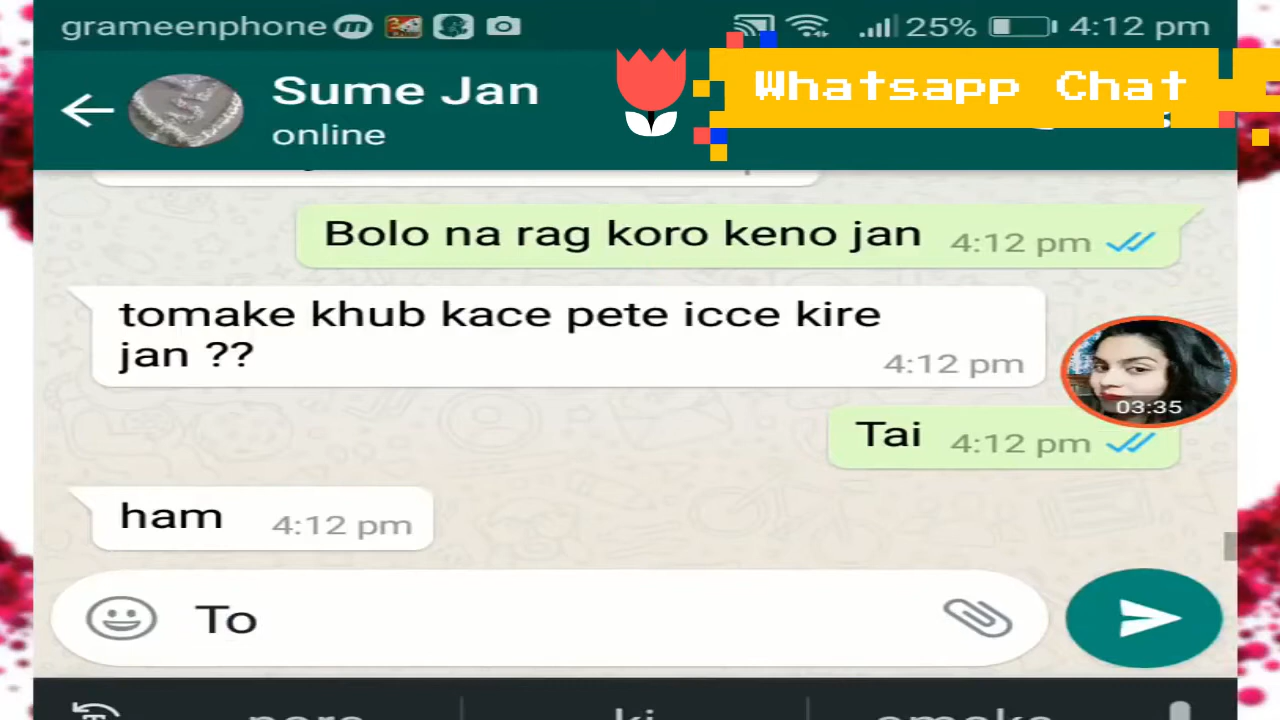 grameenphone 25% 4:12 pm
Whatsapp Chat
Sume Jan
online
Bolo na rag koro keno jan 4:12 pm
tomake khub kace pete icce kire
jan ?? 4:12 pm
03:35
Tai 4:12 pm
ham 4:12 pm
To
ki